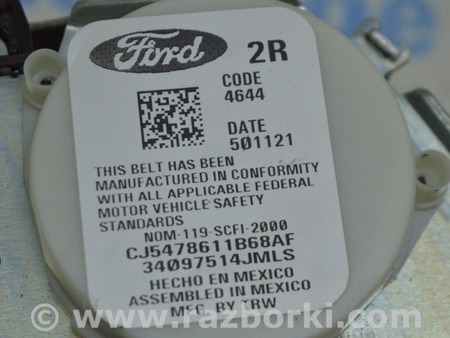 Ford 2R
CODE
4644
DATE
501121
THIS BELT HAS BEEN
MANUFACTURED IN CONFORMITY
WITH ALL APPLICABLE FEDERAL
MOTOR VEHICLE SAFETY
STANDARDS
NOM-119-SCFI-2000
CJ5478611B68AF
34097514JMLS
HECHO EN MEXICO
ASSEMBLED IN MEXICO
MFG. BY TRW
www.razborki.com